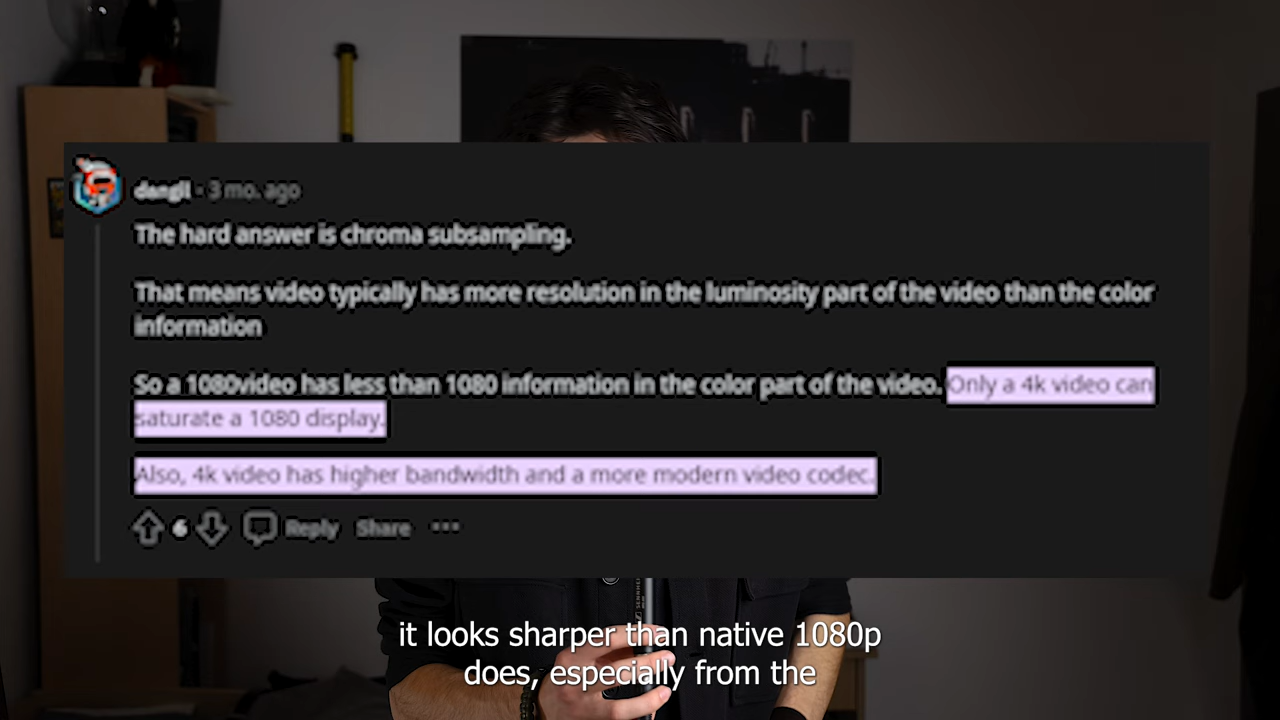 dangil · 3 mo. ago
The hard answer is chroma subsampling.
That means video typically has more resolution in the luminosity part of the video than the color
information
So a 1080video has less than 1080 information in the color part of the video. Only a 4k video can
saturate a 1080 display.
Also, 4k video has higher bandwidth and a more modern video codec.
6 Reply Share ···
it looks sharper than native 1080p
does, especially from the